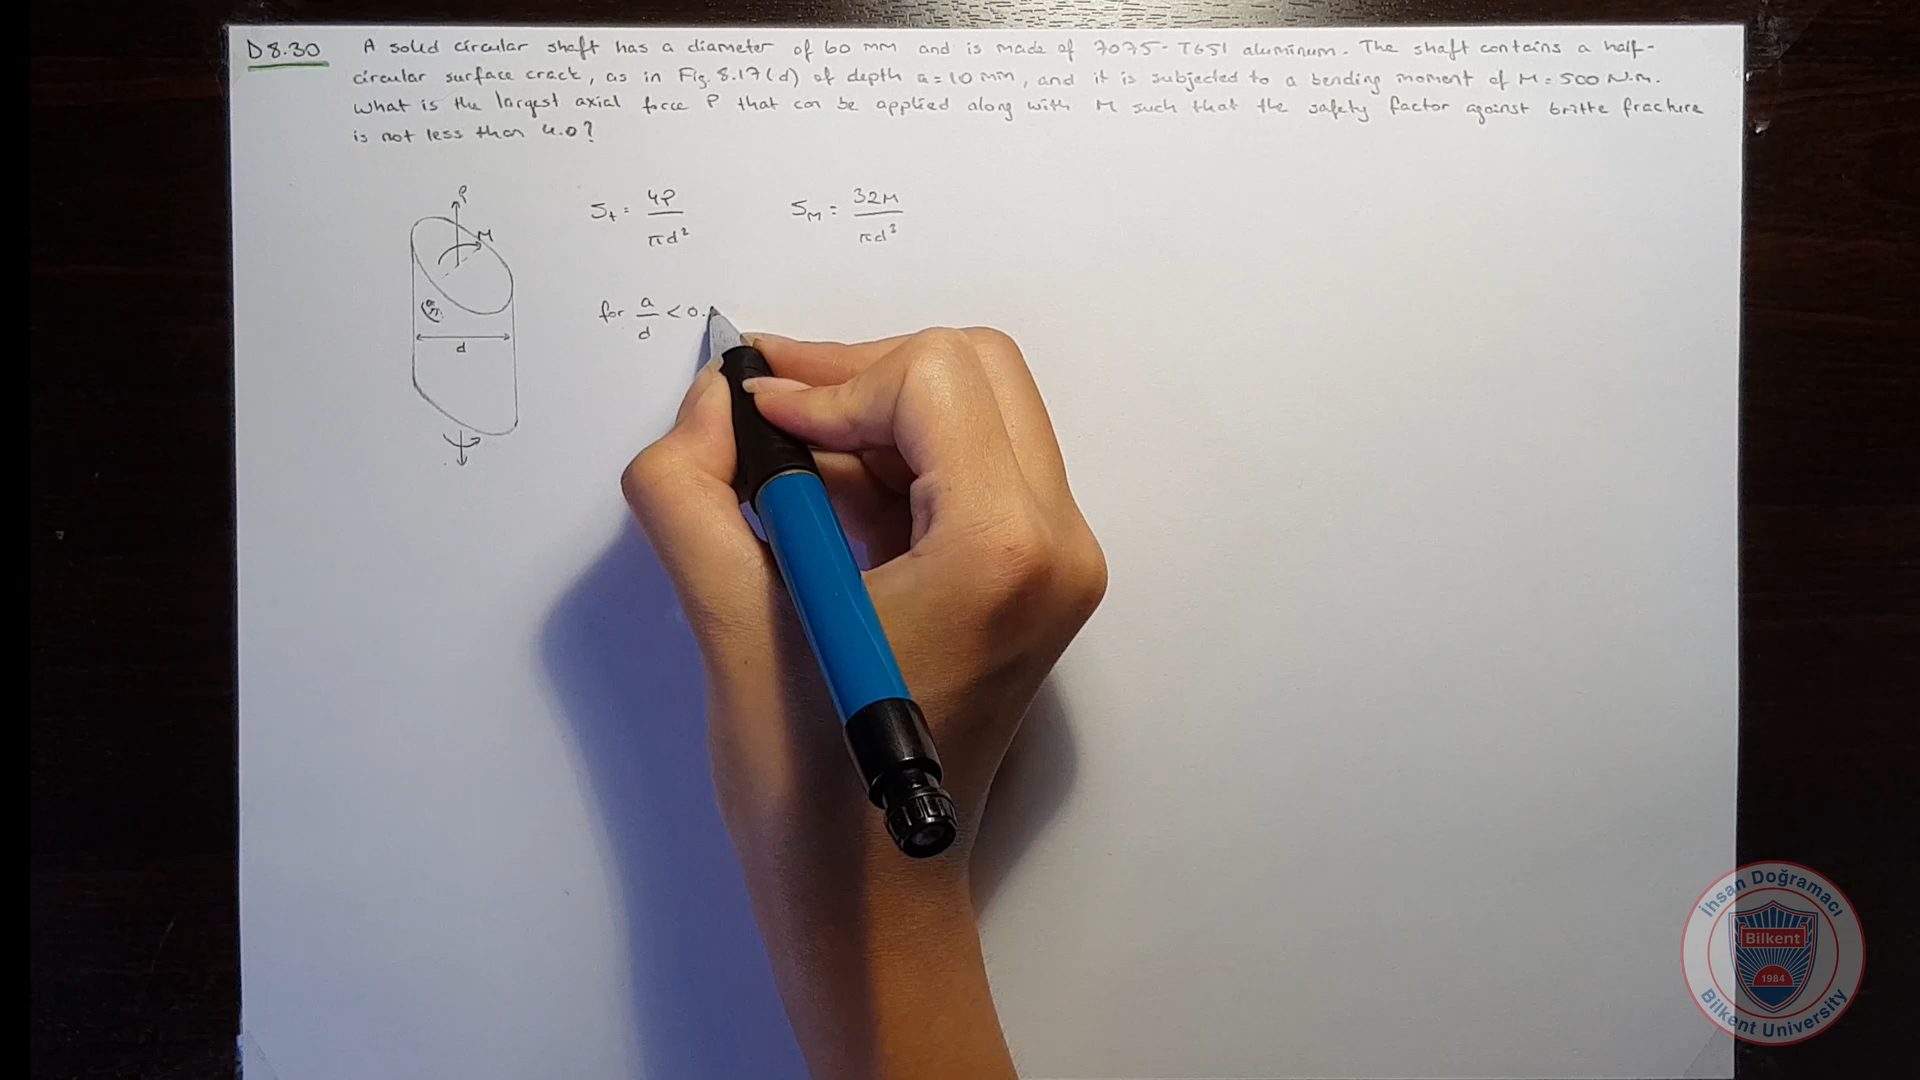 D8.30 A solid circular shaft has a diameter of 60 mm and is made of 7075-T651 aluminum. The shaft contains a half-
circular surface crack, as in Fig. 8.17(d) of depth a = 10 mm, and it is subjected to a bending moment of M = 500 N.m.
What is the largest axial force P that can be applied along with M such that the safety factor against britte fracture
is not less than 4.0?
P
M
a
d
St = 4P / πd²
SM = 32M / πd³
for a/d < 0.
İhsan Doğramacı
Bilkent
1984
Bilkent University